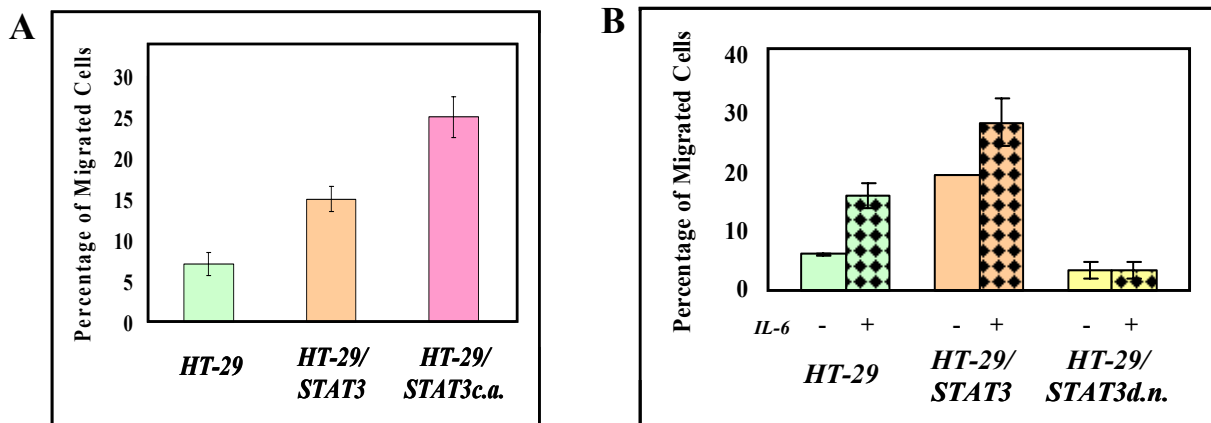 A
Percentage of Migrated Cells
30
25
20
15
10
5
0
HT-29
HT-29/
STAT3
HT-29/
STAT3c.a.
B
Percentage of Migrated Cells
40
30
20
10
0
IL-6 - + - + - +
HT-29
HT-29/
STAT3
HT-29/
STAT3d.n.